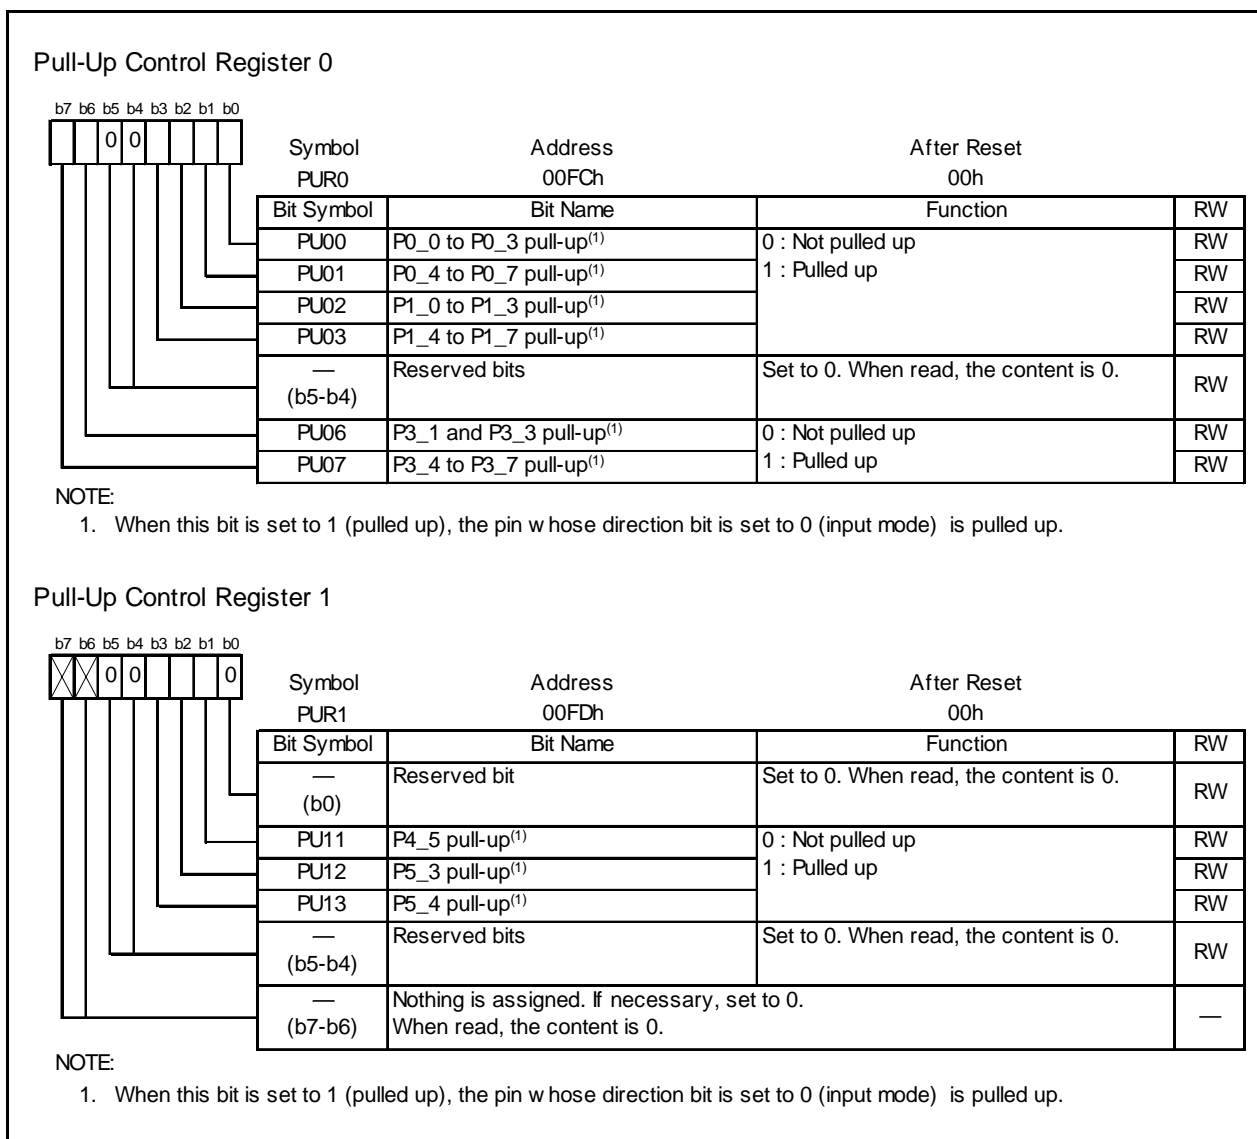 Pull-Up Control Register 0
b7 b6 b5 b4 b3 b2 b1 b0
0 0
Symbol Address After Reset
PUR0 00FCh 00h
Bit Symbol Bit Name Function RW
PU00 P0_0 to P0_3 pull-up(1) 0 : Not pulled up RW
PU01 P0_4 to P0_7 pull-up(1) 1 : Pulled up RW
PU02 P1_0 to P1_3 pull-up(1) RW
PU03 P1_4 to P1_7 pull-up(1) RW
— Reserved bits Set to 0. When read, the content is 0. RW
(b5-b4)
PU06 P3_1 and P3_3 pull-up(1) 0 : Not pulled up RW
PU07 P3_4 to P3_7 pull-up(1) 1 : Pulled up RW
NOTE:
1. When this bit is set to 1 (pulled up), the pin whose direction bit is set to 0 (input mode) is pulled up.
Pull-Up Control Register 1
b7 b6 b5 b4 b3 b2 b1 b0
0 0 0
Symbol Address After Reset
PUR1 00FDh 00h
Bit Symbol Bit Name Function RW
— Reserved bit Set to 0. When read, the content is 0. RW
(b0)
PU11 P4_5 pull-up(1) 0 : Not pulled up RW
PU12 P5_3 pull-up(1) 1 : Pulled up RW
PU13 P5_4 pull-up(1) RW
— Reserved bits Set to 0. When read, the content is 0. RW
(b5-b4)
— Nothing is assigned. If necessary, set to 0. —
(b7-b6) When read, the content is 0.
NOTE:
1. When this bit is set to 1 (pulled up), the pin whose direction bit is set to 0 (input mode) is pulled up.